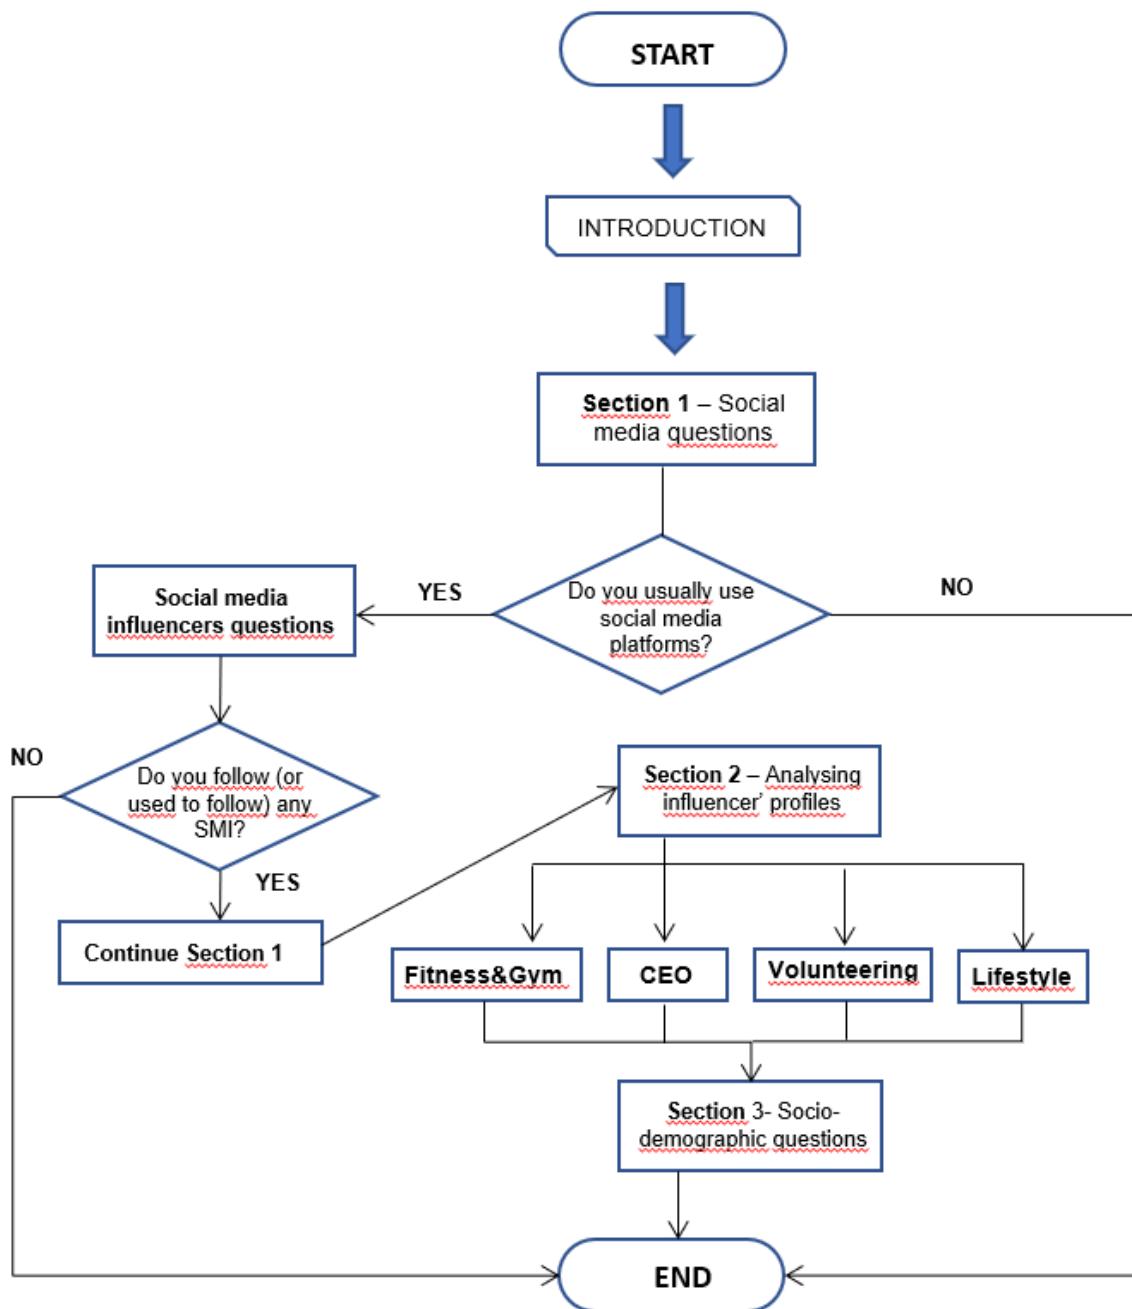 START
INTRODUCTION
Section 1 – Social
media questions
Do you usually use
social media
platforms?
YES
NO
Social media
influencers questions
Do you follow (or
used to follow) any
SMI?
NO
YES
Continue Section 1
Section 2 – Analysing
influencer’ profiles
Fitness&Gym
CEO
Volunteering
Lifestyle
Section 3- Socio-
demographic questions
END